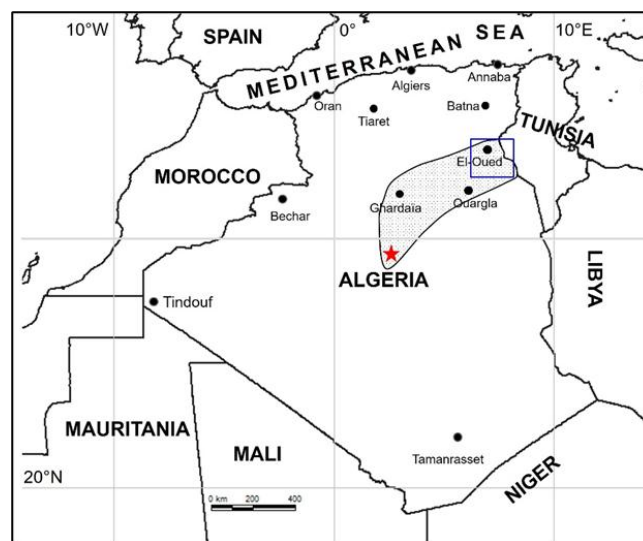 10°W
0°
10°E
SPAIN
MEDITERRANEAN SEA
Algiers
Annaba
Oran
Tiaret
Batna
TUNISIA
El-Oued
MOROCCO
Ghardaïa
Ouargla
Bechar
ALGERIA
LIBYA
Tindouf
MAURITANIA
MALI
Tamanrasset
NIGER
20°N
0 km 200 400